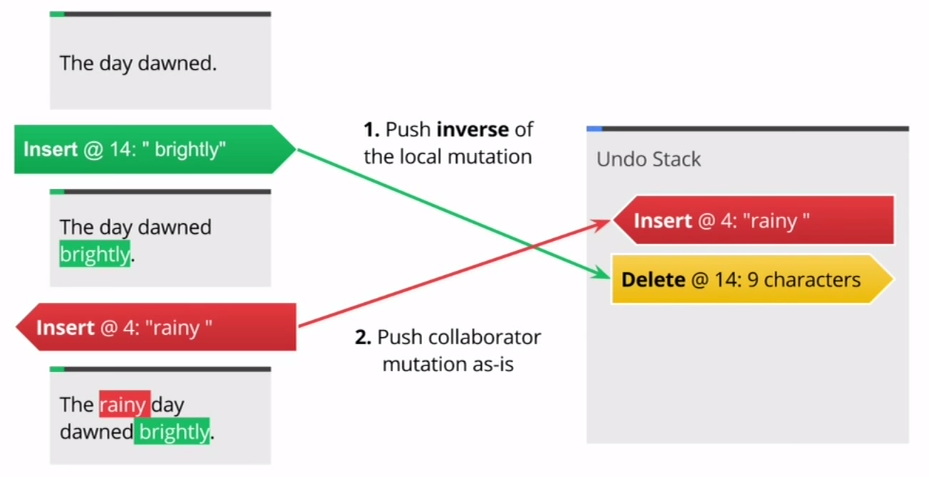 The day dawned.
Insert @ 14: " brightly"
The day dawned
brightly.
Insert @ 4: "rainy "
The rainy day
dawned brightly.
1. Push inverse of
the local mutation
2. Push collaborator
mutation as-is
Undo Stack
Insert @ 4: "rainy "
Delete @ 14: 9 characters